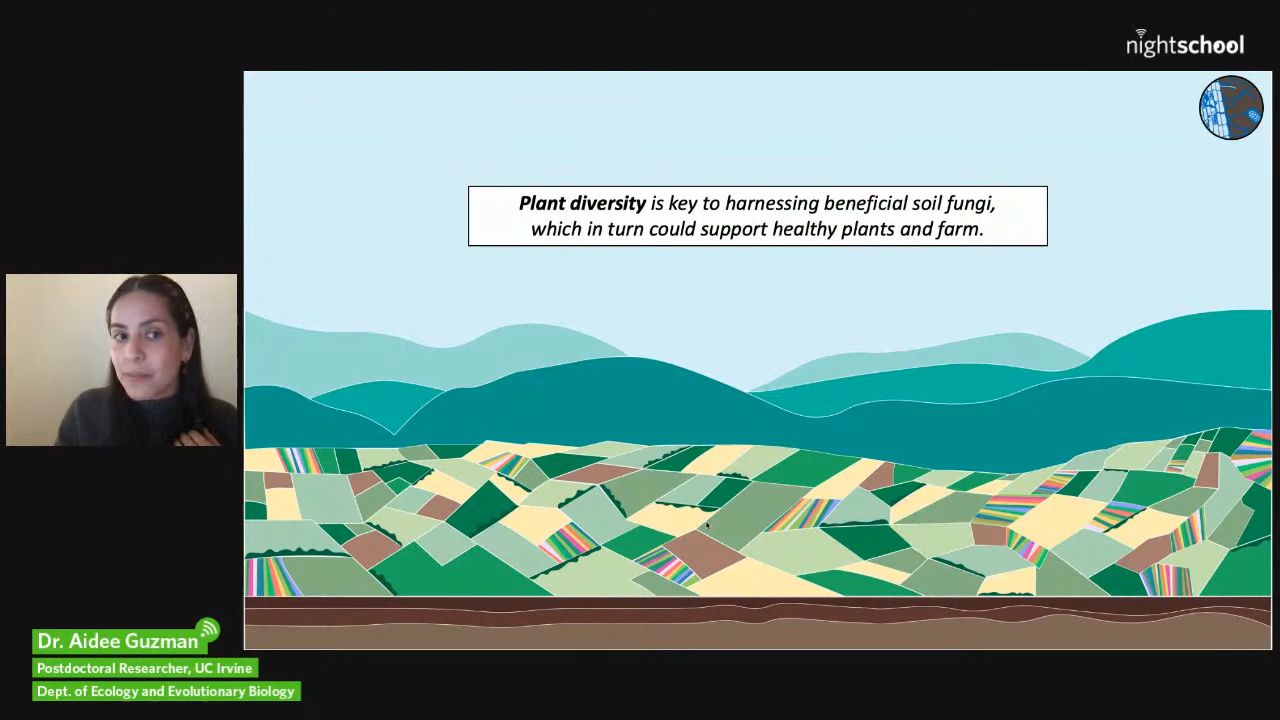 nightschool
Plant diversity is key to harnessing beneficial soil fungi,
which in turn could support healthy plants and farm.
Dr. Aidee Guzman
Postdoctoral Researcher, UC Irvine
Dept. of Ecology and Evolutionary Biology